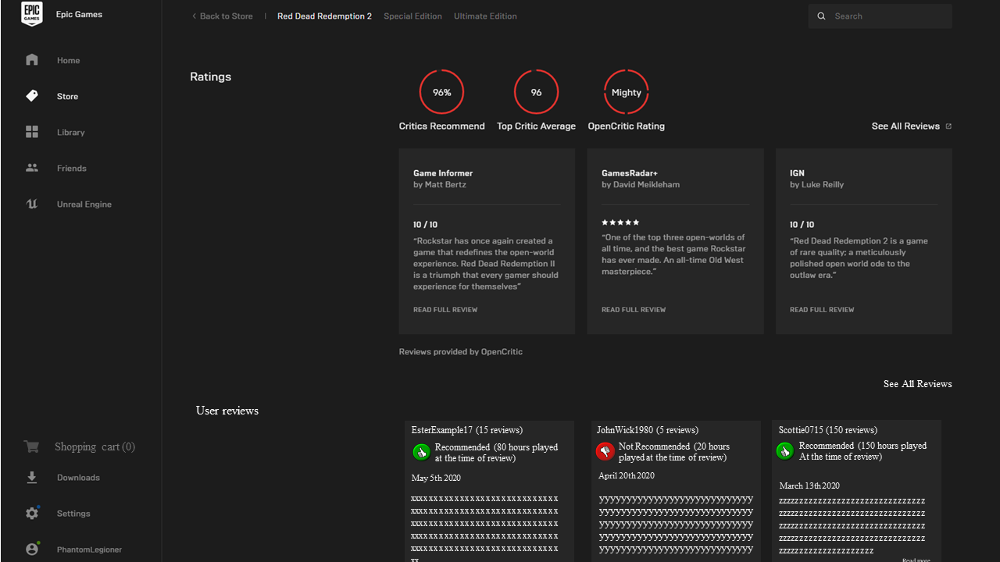 EPIC GAMES
Epic Games
Back to Store | Red Dead Redemption 2 Special Edition Ultimate Edition
Search
Home
Store
Library
Friends
Unreal Engine
Shopping cart (0)
Downloads
Settings
PhantomLegioner
Ratings
96%
Critics Recommend
96
Top Critic Average
Mighty
OpenCritic Rating
See All Reviews
Game Informer
by Matt Bertz
10 / 10
“Rockstar has once again created a
game that redefines the open-world
experience. Red Dead Redemption II
is a triumph that every gamer should
experience for themselves”
READ FULL REVIEW
GamesRadar+
by David Meikleham
★★★★★
“One of the top three open-worlds of
all time, and the best game Rockstar
has ever made. An all-time Old West
masterpiece.”
READ FULL REVIEW
IGN
by Luke Reilly
10 / 10
“Red Dead Redemption 2 is a game
of rare quality; a meticulously
polished open world ode to the
outlaw era.”
READ FULL REVIEW
Reviews provided by OpenCritic
See All Reviews
User reviews
EsterExample17 (15 reviews)
Recommended (80 hours played
at the time of review)
May 5th 2020
xxxxxxxxxxxxxxxxxxxxxxxxxxxxxx
xxxxxxxxxxxxxxxxxxxxxxxxxxxxxx
xxxxxxxxxxxxxxxxxxxxxxxxxxxxxx
xxxxxxxxxxxxxxxxxxxxxxxxxxxxxx
xxxxxxxxxxxxxxxxxxxxxxxxxxxxxx
xx
JohnWick1980 (5 reviews)
Not Recommended (20 hours
played at the time of review)
April 20th 2020
yyyyyyyyyyyyyyyyyyyyyyyyyyyyyy
yyyyyyyyyyyyyyyyyyyyyyyyyyyyyy
yyyyyyyyyyyyyyyyyyyyyyyyyyyyyy
yyyyyyyyyyyyyyyyyyyyyyyyyyyyyy
yyyyyyyyyyyyyyyyyyyyyyyyyyyyyy
Scottie0715 (150 reviews)
Recommended (150 hours played
At the time of review)
March 13th 2020
zzzzzzzzzzzzzzzzzzzzzzzzzzzzzzz
zzzzzzzzzzzzzzzzzzzzzzzzzzzzzzz
zzzzzzzzzzzzzzzzzzzzzzzzzzzzzzz
zzzzzzzzzzzzzzzzzzzzzzzzzzzzzzz
zzzzzzzzzzzzzzzzzzzz
Read more